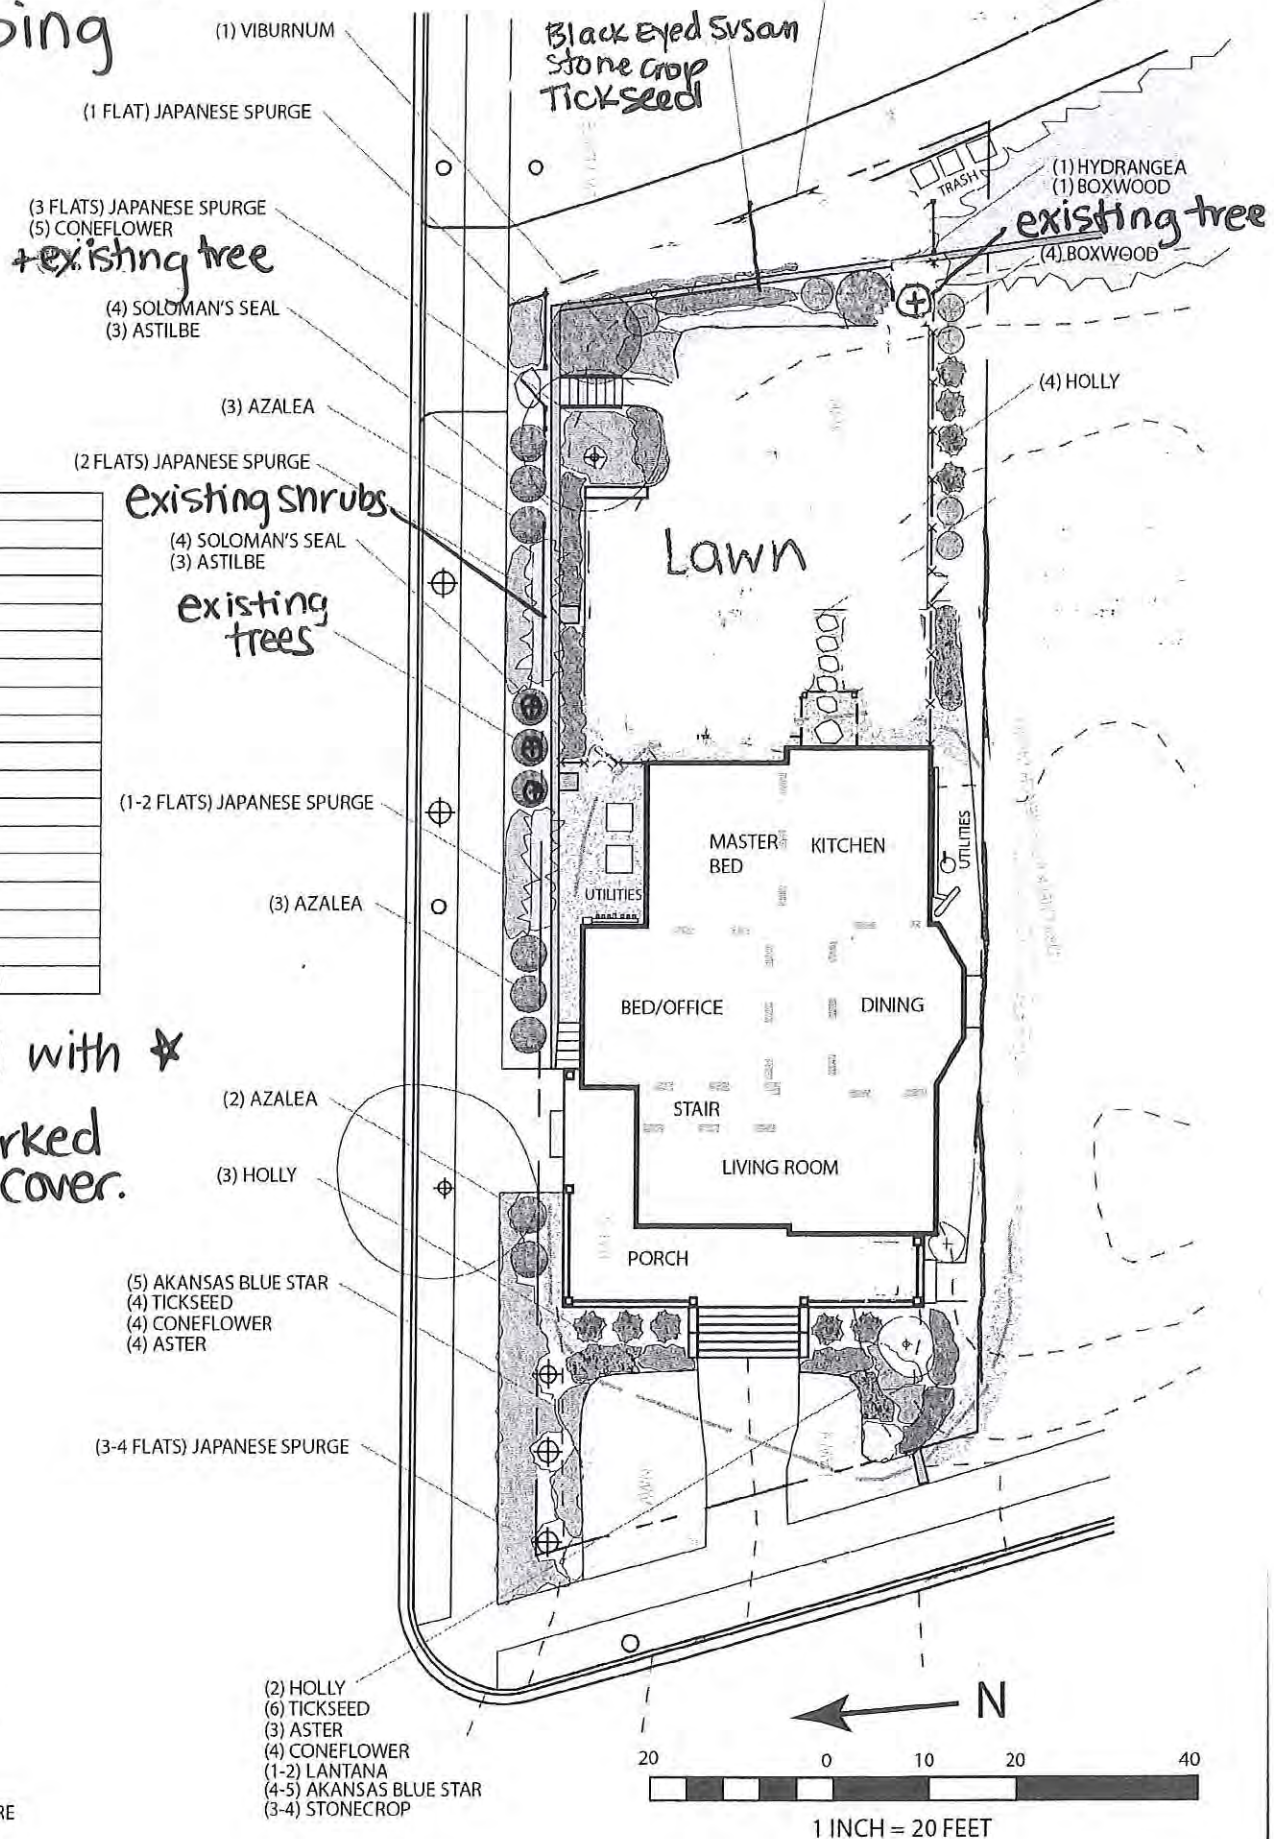 ping
(1) VIBURNUM
Black Eyed Susan
Stone crop
Tickseed
(1 FLAT) JAPANESE SPURGE
TRASH
(1) HYDRANGEA
(1) BOXWOOD
existing tree
(4) BOXWOOD
(3 FLATS) JAPANESE SPURGE
(5) CONEFLOWER
+existing tree
(4) SOLOMAN'S SEAL
(3) ASTILBE
(4) HOLLY
(3) AZALEA
(2 FLATS) JAPANESE SPURGE
existing shrubs
(4) SOLOMAN'S SEAL
(3) ASTILBE
existing
trees
Lawn
(1-2 FLATS) JAPANESE SPURGE
MASTER
BED
KITCHEN
UTILITIES
UTILITIES
(3) AZALEA
BED/OFFICE
DINING
with
rked
cover.
(2) AZALEA
STAIR
(3) HOLLY
LIVING ROOM
PORCH
(5) AKANSAS BLUE STAR
(4) TICKSEED
(4) CONEFLOWER
(4) ASTER
(3-4 FLATS) JAPANESE SPURGE
LAWN
(2) HOLLY
(6) TICKSEED
(3) ASTER
(4) CONEFLOWER
(1-2) LANTANA
(4-5) AKANSAS BLUE STAR
(3-4) STONECROP
N
20 0 10 20 40
1 INCH = 20 FEET
RE